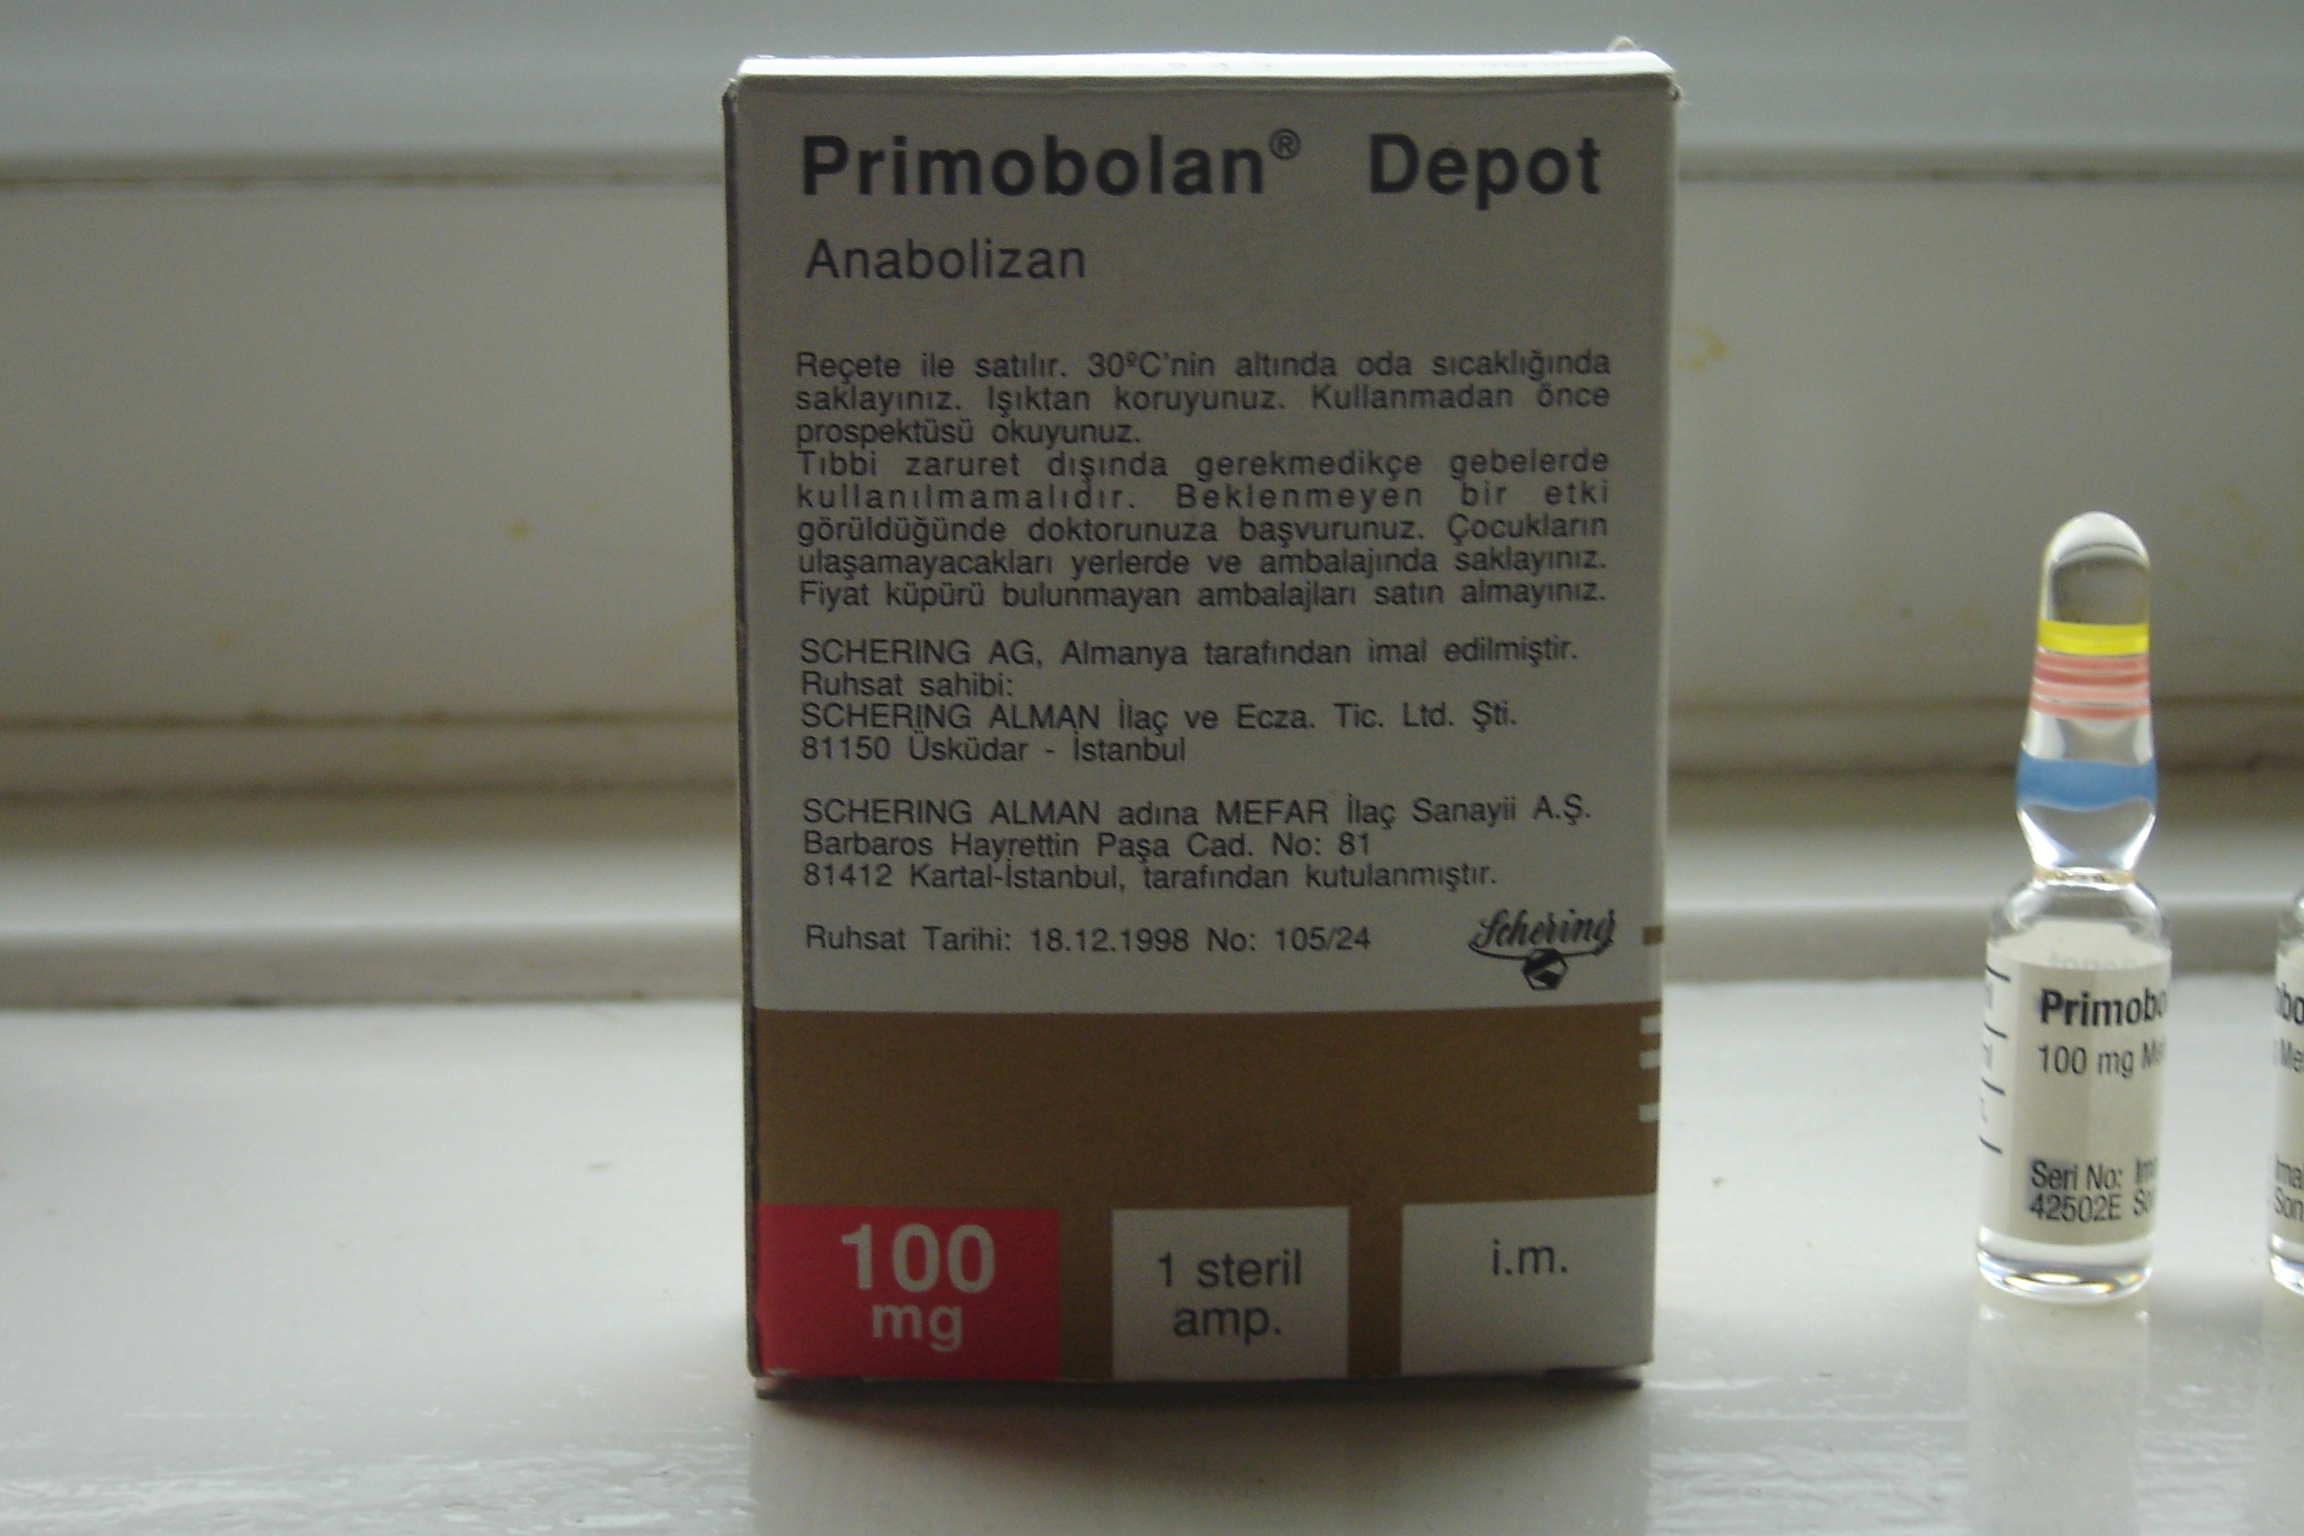 Primobolan® Depot
Anabolizan
Reçete ile satılır. 30ºC'nin altında oda sıcaklığında
saklayınız. Işıktan koruyunuz. Kullanmadan önce
prospektüsü okuyunuz.
Tıbbi zaruret dışında gerekmedikçe gebelerde
kullanılmamalıdır. Beklenmeyen bir etki
görüldüğünde doktorunuza başvurunuz. Çocukların
ulaşamayacakları yerlerde ve ambalajında saklayınız.
Fiyat küpürü bulunmayan ambalajları satın almayınız.
SCHERING AG, Almanya tarafından imal edilmiştir.
Ruhsat sahibi:
SCHERING ALMAN İlaç ve Ecza. Tic. Ltd. Şti.
81150 Üsküdar - İstanbul
SCHERING ALMAN adına MEFAR İlaç Sanayii A.Ş.
Barbaros Hayrettin Paşa Cad. No: 81
81412 Kartal-İstanbul, tarafından kutulanmıştır.
Ruhsat Tarihi: 18.12.1998 No: 105/24
Schering
100
mg
1 steril
amp.
i.m.
Primobo
100 mg Me
Seri No:
42502E